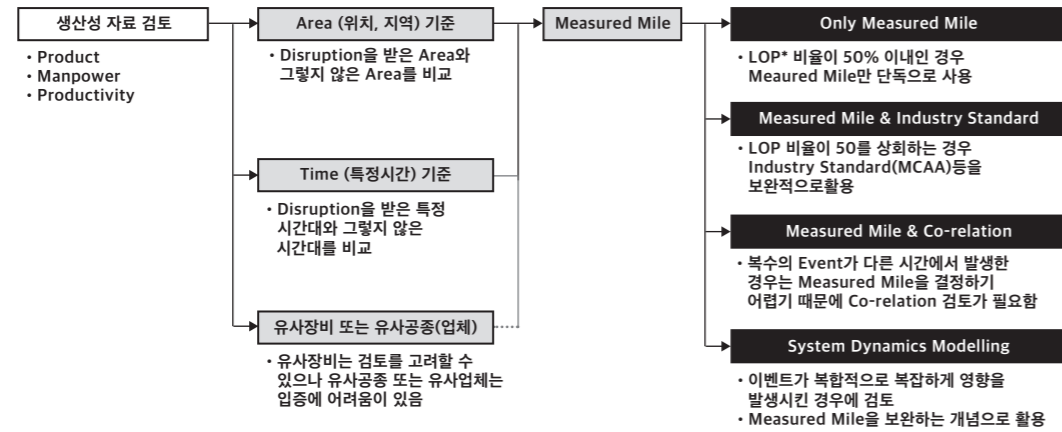 생산성 자료 검토
• Product
• Manpower
• Productivity
Area (위치, 지역) 기준
• Disruption을 받은 Area와
그렇지 않은 Area를 비교
Time (특정시간) 기준
• Disruption을 받은 특정
시간대와 그렇지 않은
시간대를 비교
유사장비 또는 유사공종(업체)
• 유사장비는 검토를 고려할 수
있으나 유사공종 또는 유사업체는
입증에 어려움이 있음
Measured Mile
Only Measured Mile
• LOP* 비율이 50% 이내인 경우
Meaured Mile만 단독으로 사용
Measured Mile & Industry Standard
• LOP 비율이 50를 상회하는 경우
Industry Standard(MCAA)등을
보완적으로활용
Measured Mile & Co-relation
• 복수의 Event가 다른 시간에서 발생한
경우는 Measured Mile을 결정하기
어렵기 때문에 Co-relation 검토가 필요함
System Dynamics Modelling
• 이벤트가 복합적으로 복잡하게 영향을
발생시킨 경우에 검토
• Measured Mile을 보완하는 개념으로 활용